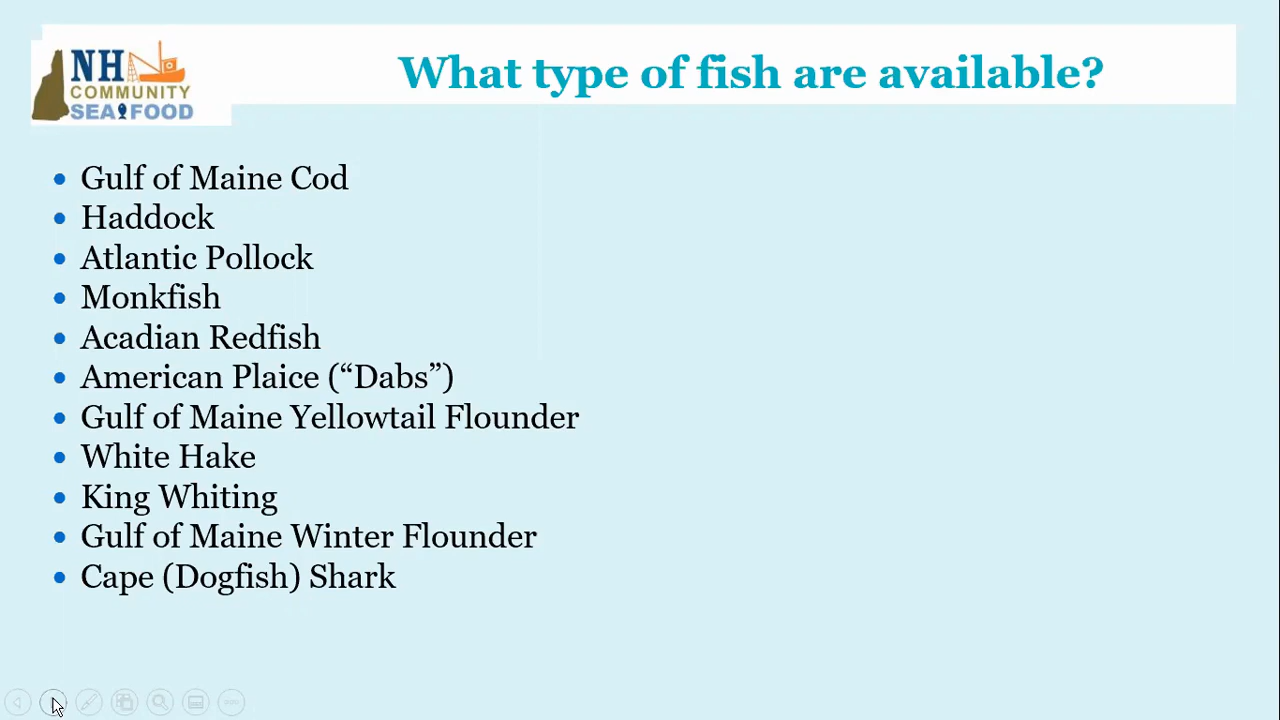 NH
COMMUNITY
SEAFOOD
What type of fish are available?
• Gulf of Maine Cod
• Haddock
• Atlantic Pollock
• Monkfish
• Acadian Redfish
• American Plaice (“Dabs”)
• Gulf of Maine Yellowtail Flounder
• White Hake
• King Whiting
• Gulf of Maine Winter Flounder
• Cape (Dogfish) Shark